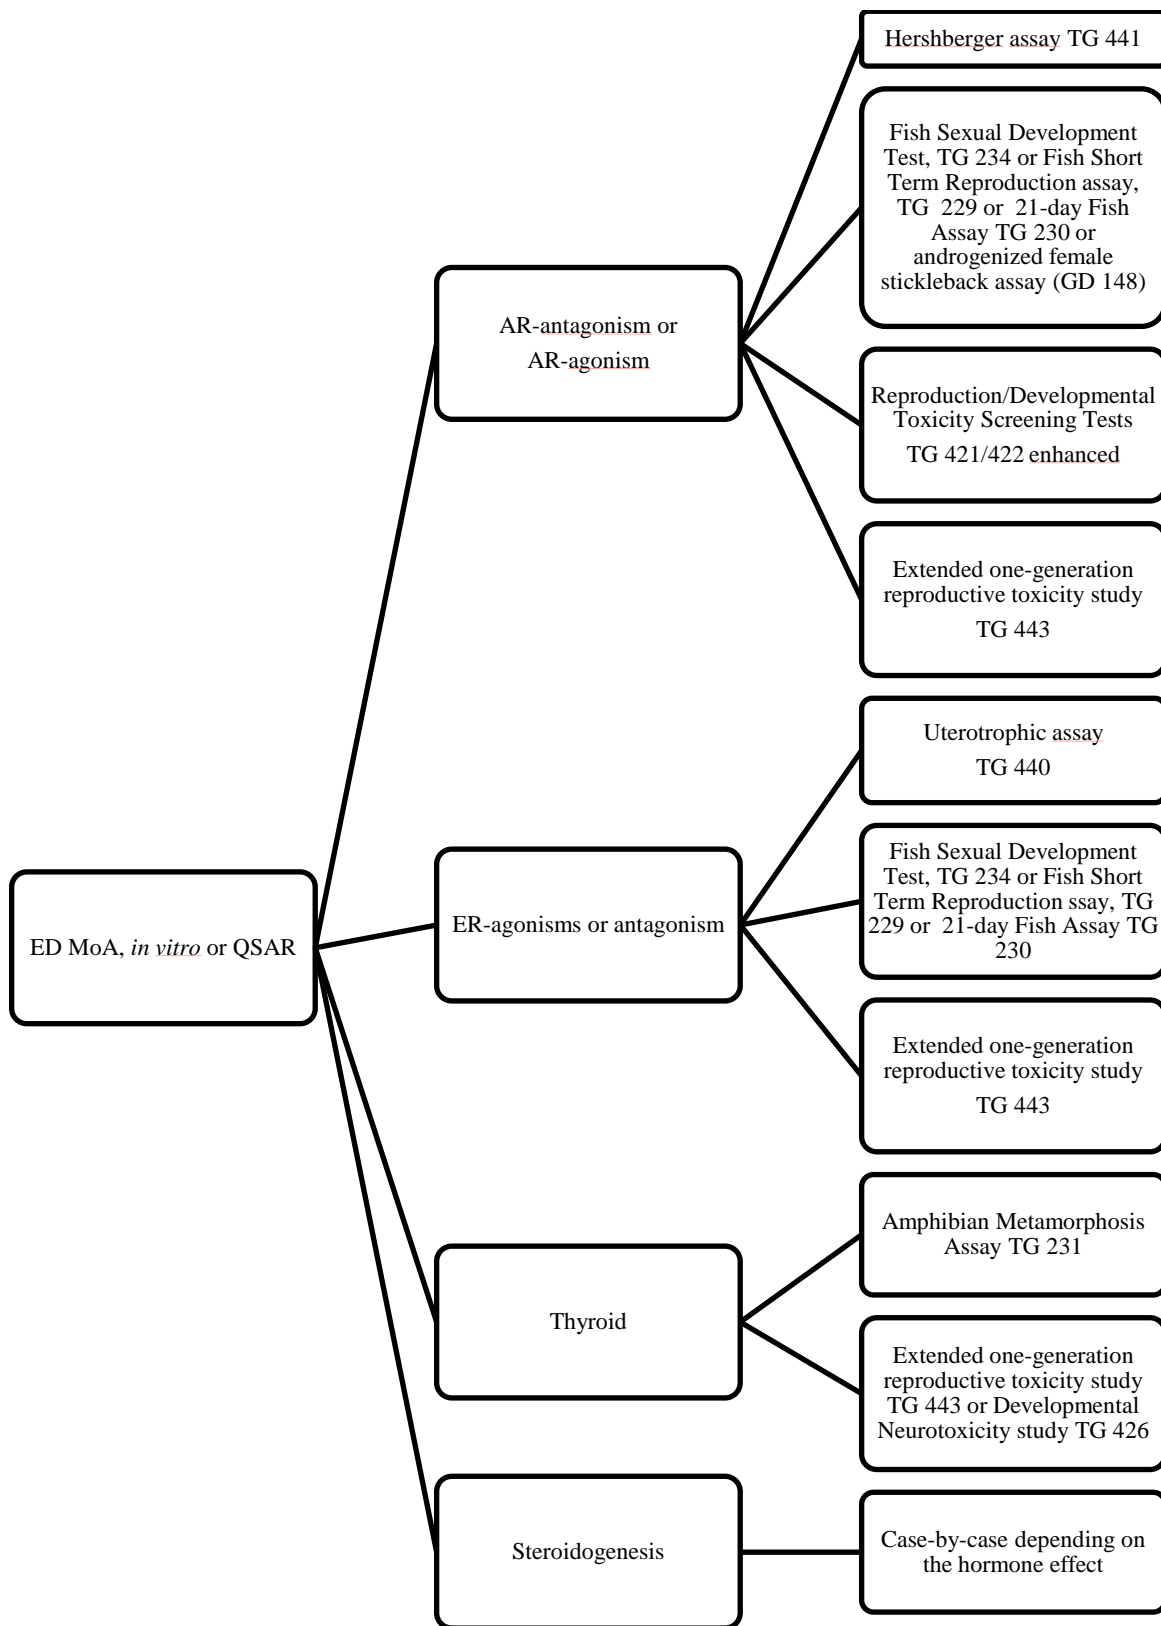 ED MoA, in vitro or QSAR
AR-antagonism or
AR-agonism
Hershberger assay TG 441
Fish Sexual Development
Test, TG 234 or Fish Short
Term Reproduction assay,
TG 229 or 21-day Fish
Assay TG 230 or
androgenized female
stickleback assay (GD 148)
Reproduction/Developmental
Toxicity Screening Tests
TG 421/422 enhanced
Extended one-generation
reproductive toxicity study
TG 443
ER-agonisms or antagonism
Uterotrophic assay
TG 440
Fish Sexual Development
Test, TG 234 or Fish Short
Term Reproduction ssay, TG
229 or 21-day Fish Assay TG
230
Extended one-generation
reproductive toxicity study
TG 443
Thyroid
Amphibian Metamorphosis
Assay TG 231
Extended one-generation
reproductive toxicity study
TG 443 or Developmental
Neurotoxicity study TG 426
Steroidogenesis
Case-by-case depending on
the hormone effect